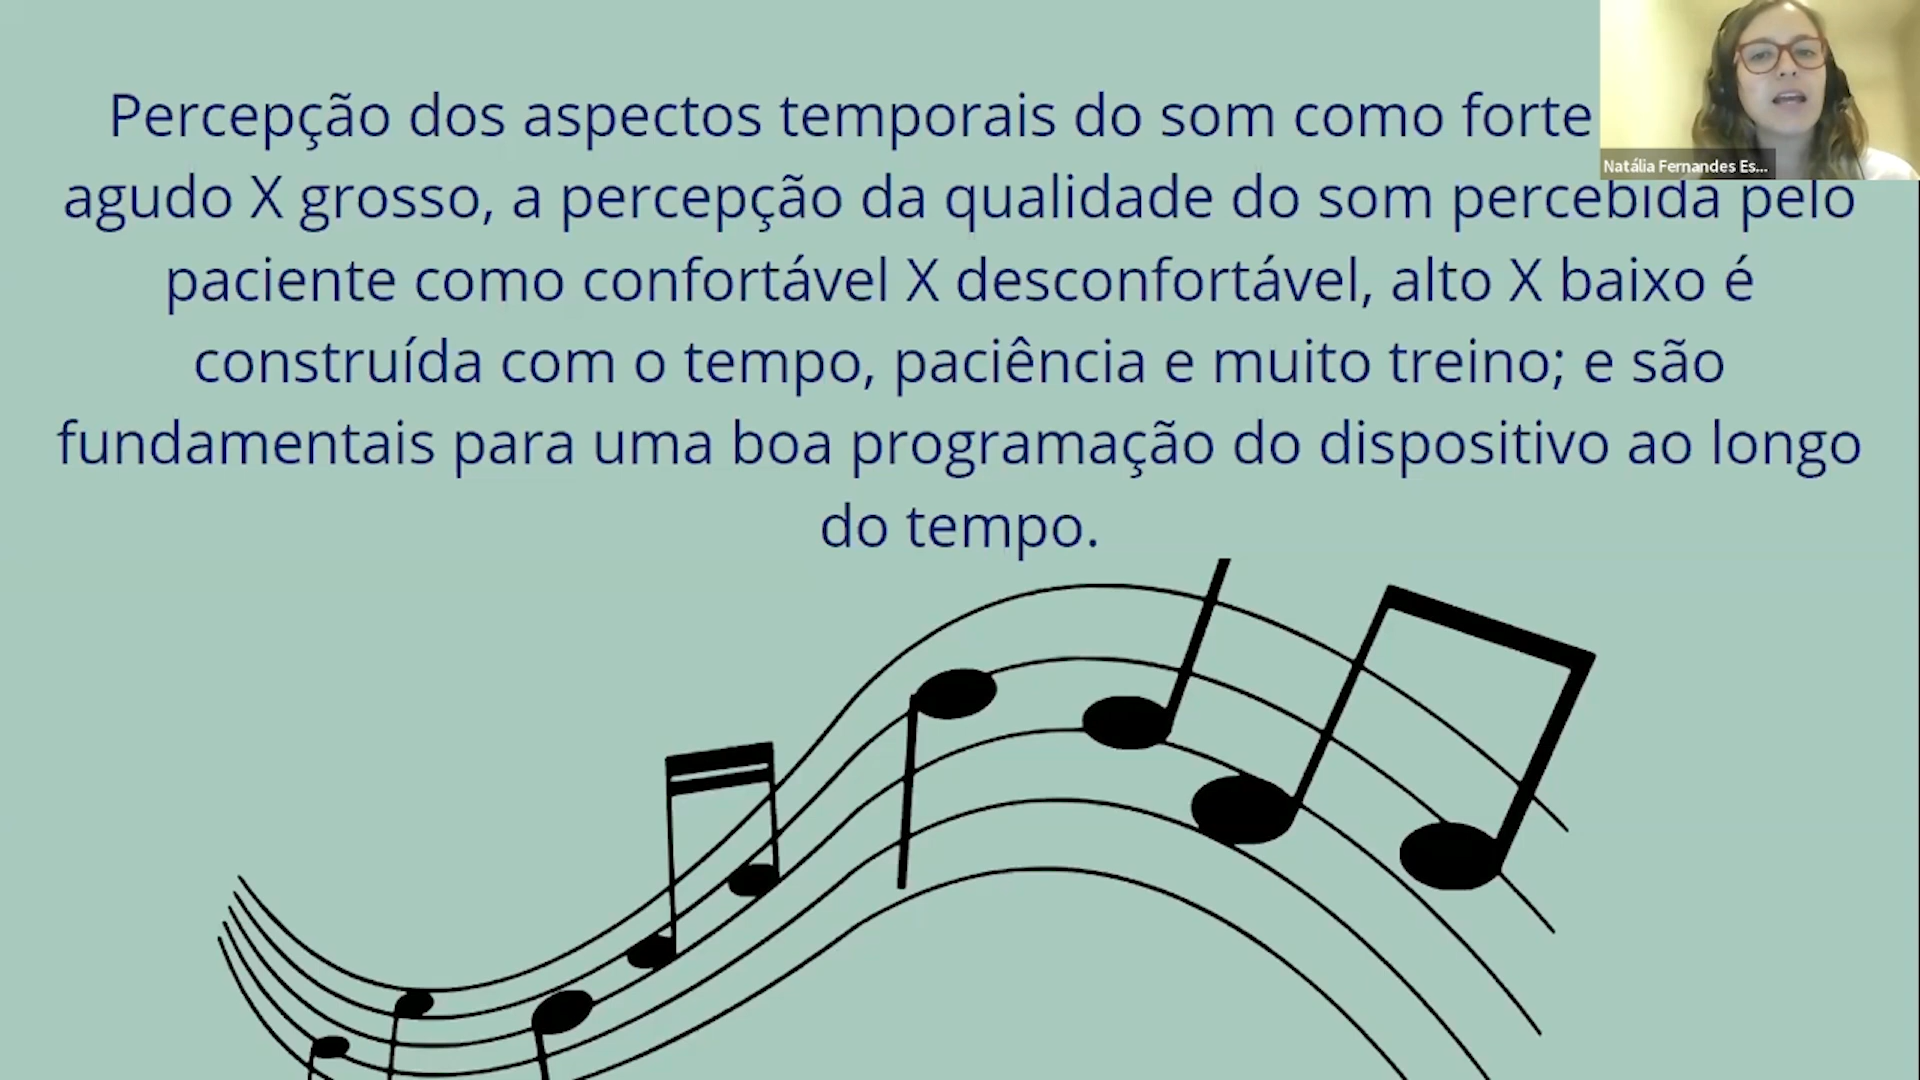 Percepção dos aspectos temporais do som como forte
agudo X grosso, a percepção da qualidade do som percebida pelo
paciente como confortável X desconfortável, alto X baixo é
construída com o tempo, paciência e muito treino; e são
fundamentais para uma boa programação do dispositivo ao longo
do tempo.
Natália Fernandes Es...